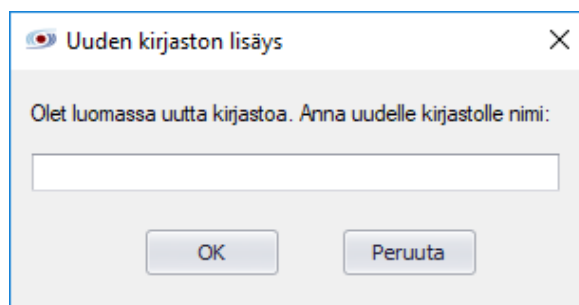 Uuden kirjaston lisäys
Olet luomassa uutta kirjastoa. Anna uudelle kirjastolle nimi:
OK
Peruuta